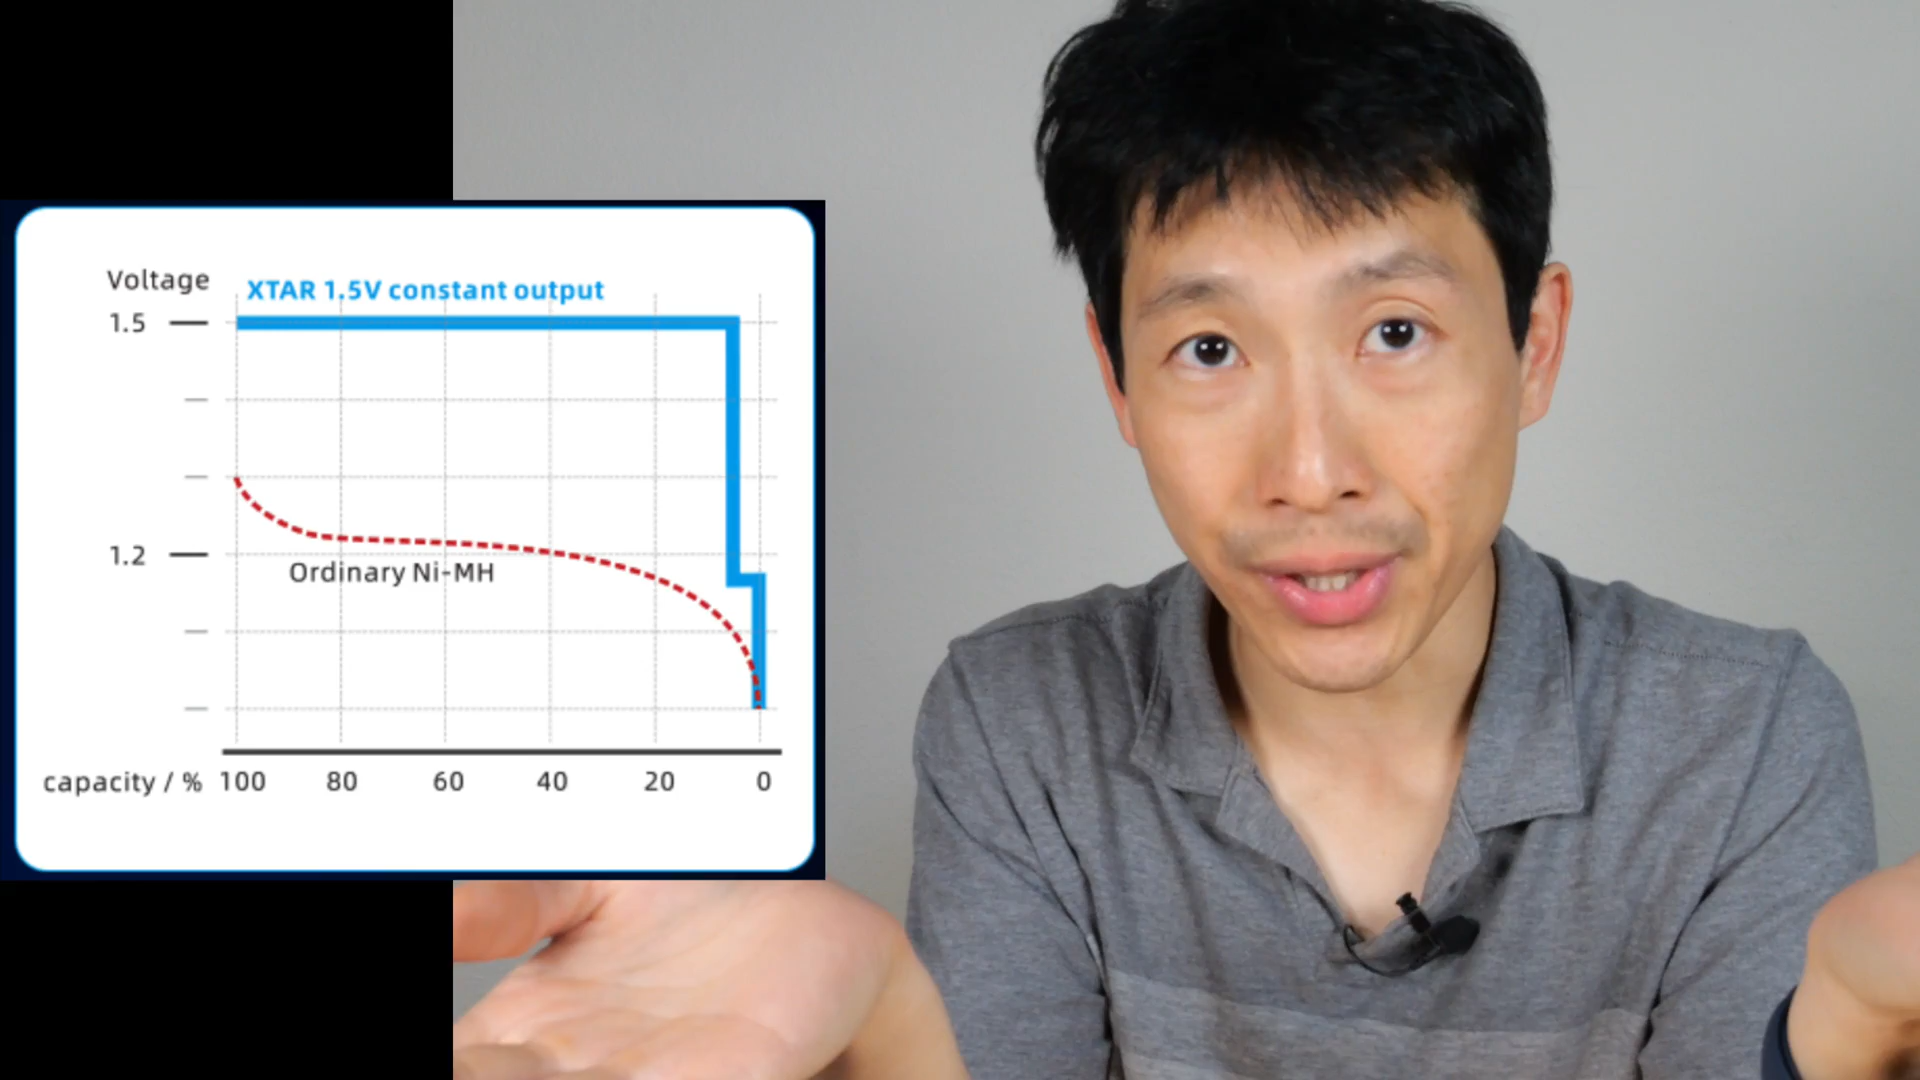 Voltage
XTAR 1.5V constant output
1.5
1.2
Ordinary Ni-MH
capacity / % 100 80 60 40 20 0